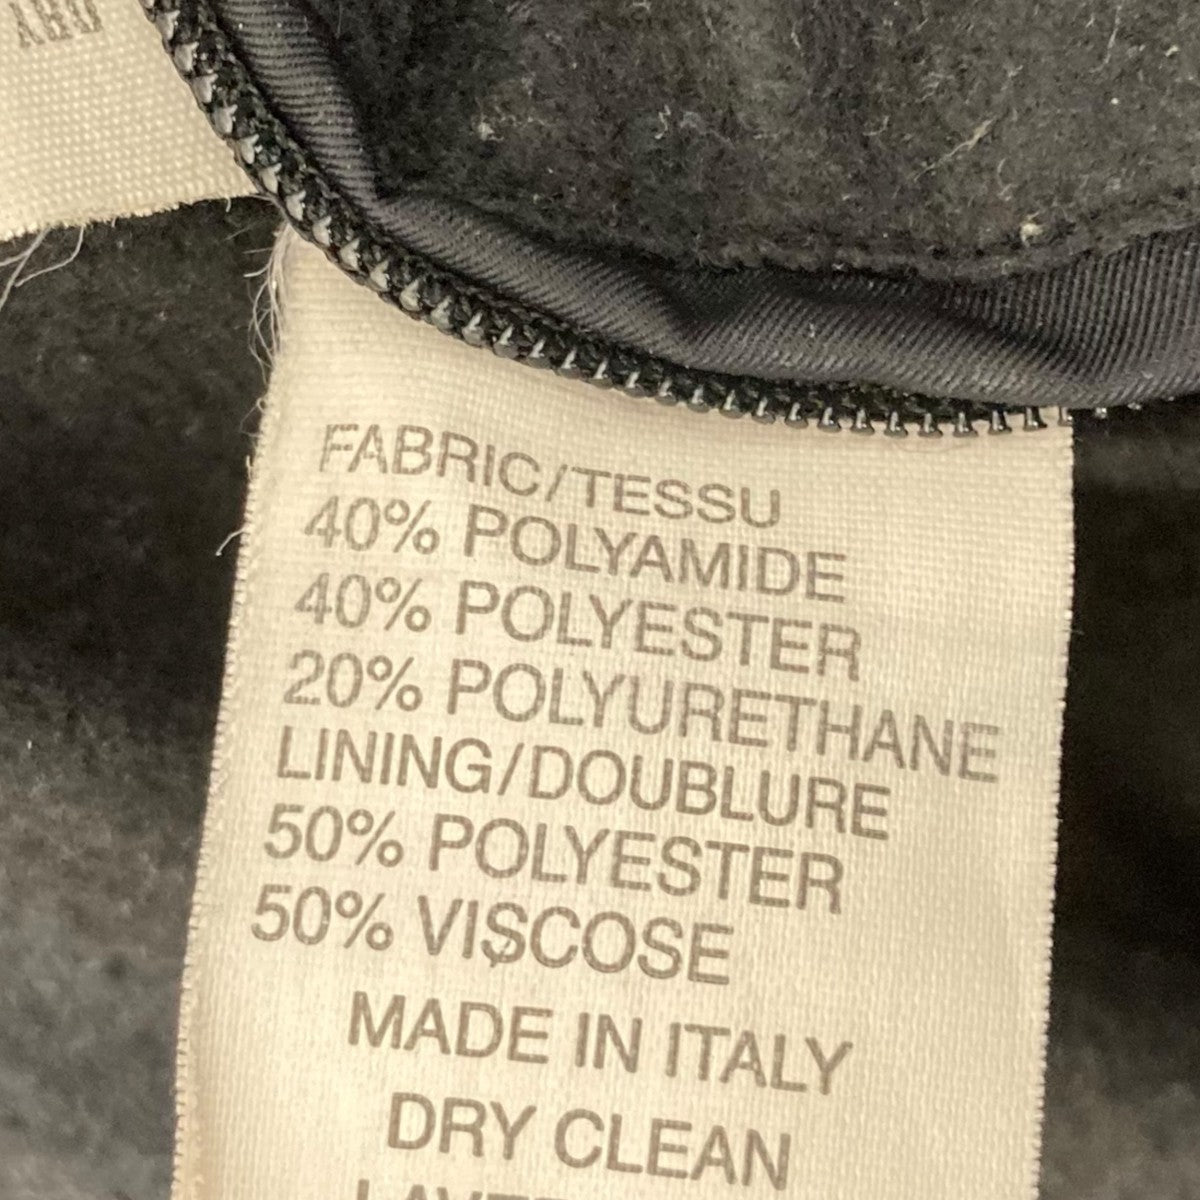 FABRIC/TESSU
40% POLYAMIDE
40% POLYESTER
20% POLYURETHANE
LINING/DOUBLURE
50% POLYESTER
50% VISCOSE
MADE IN ITALY
DRY CLEAN